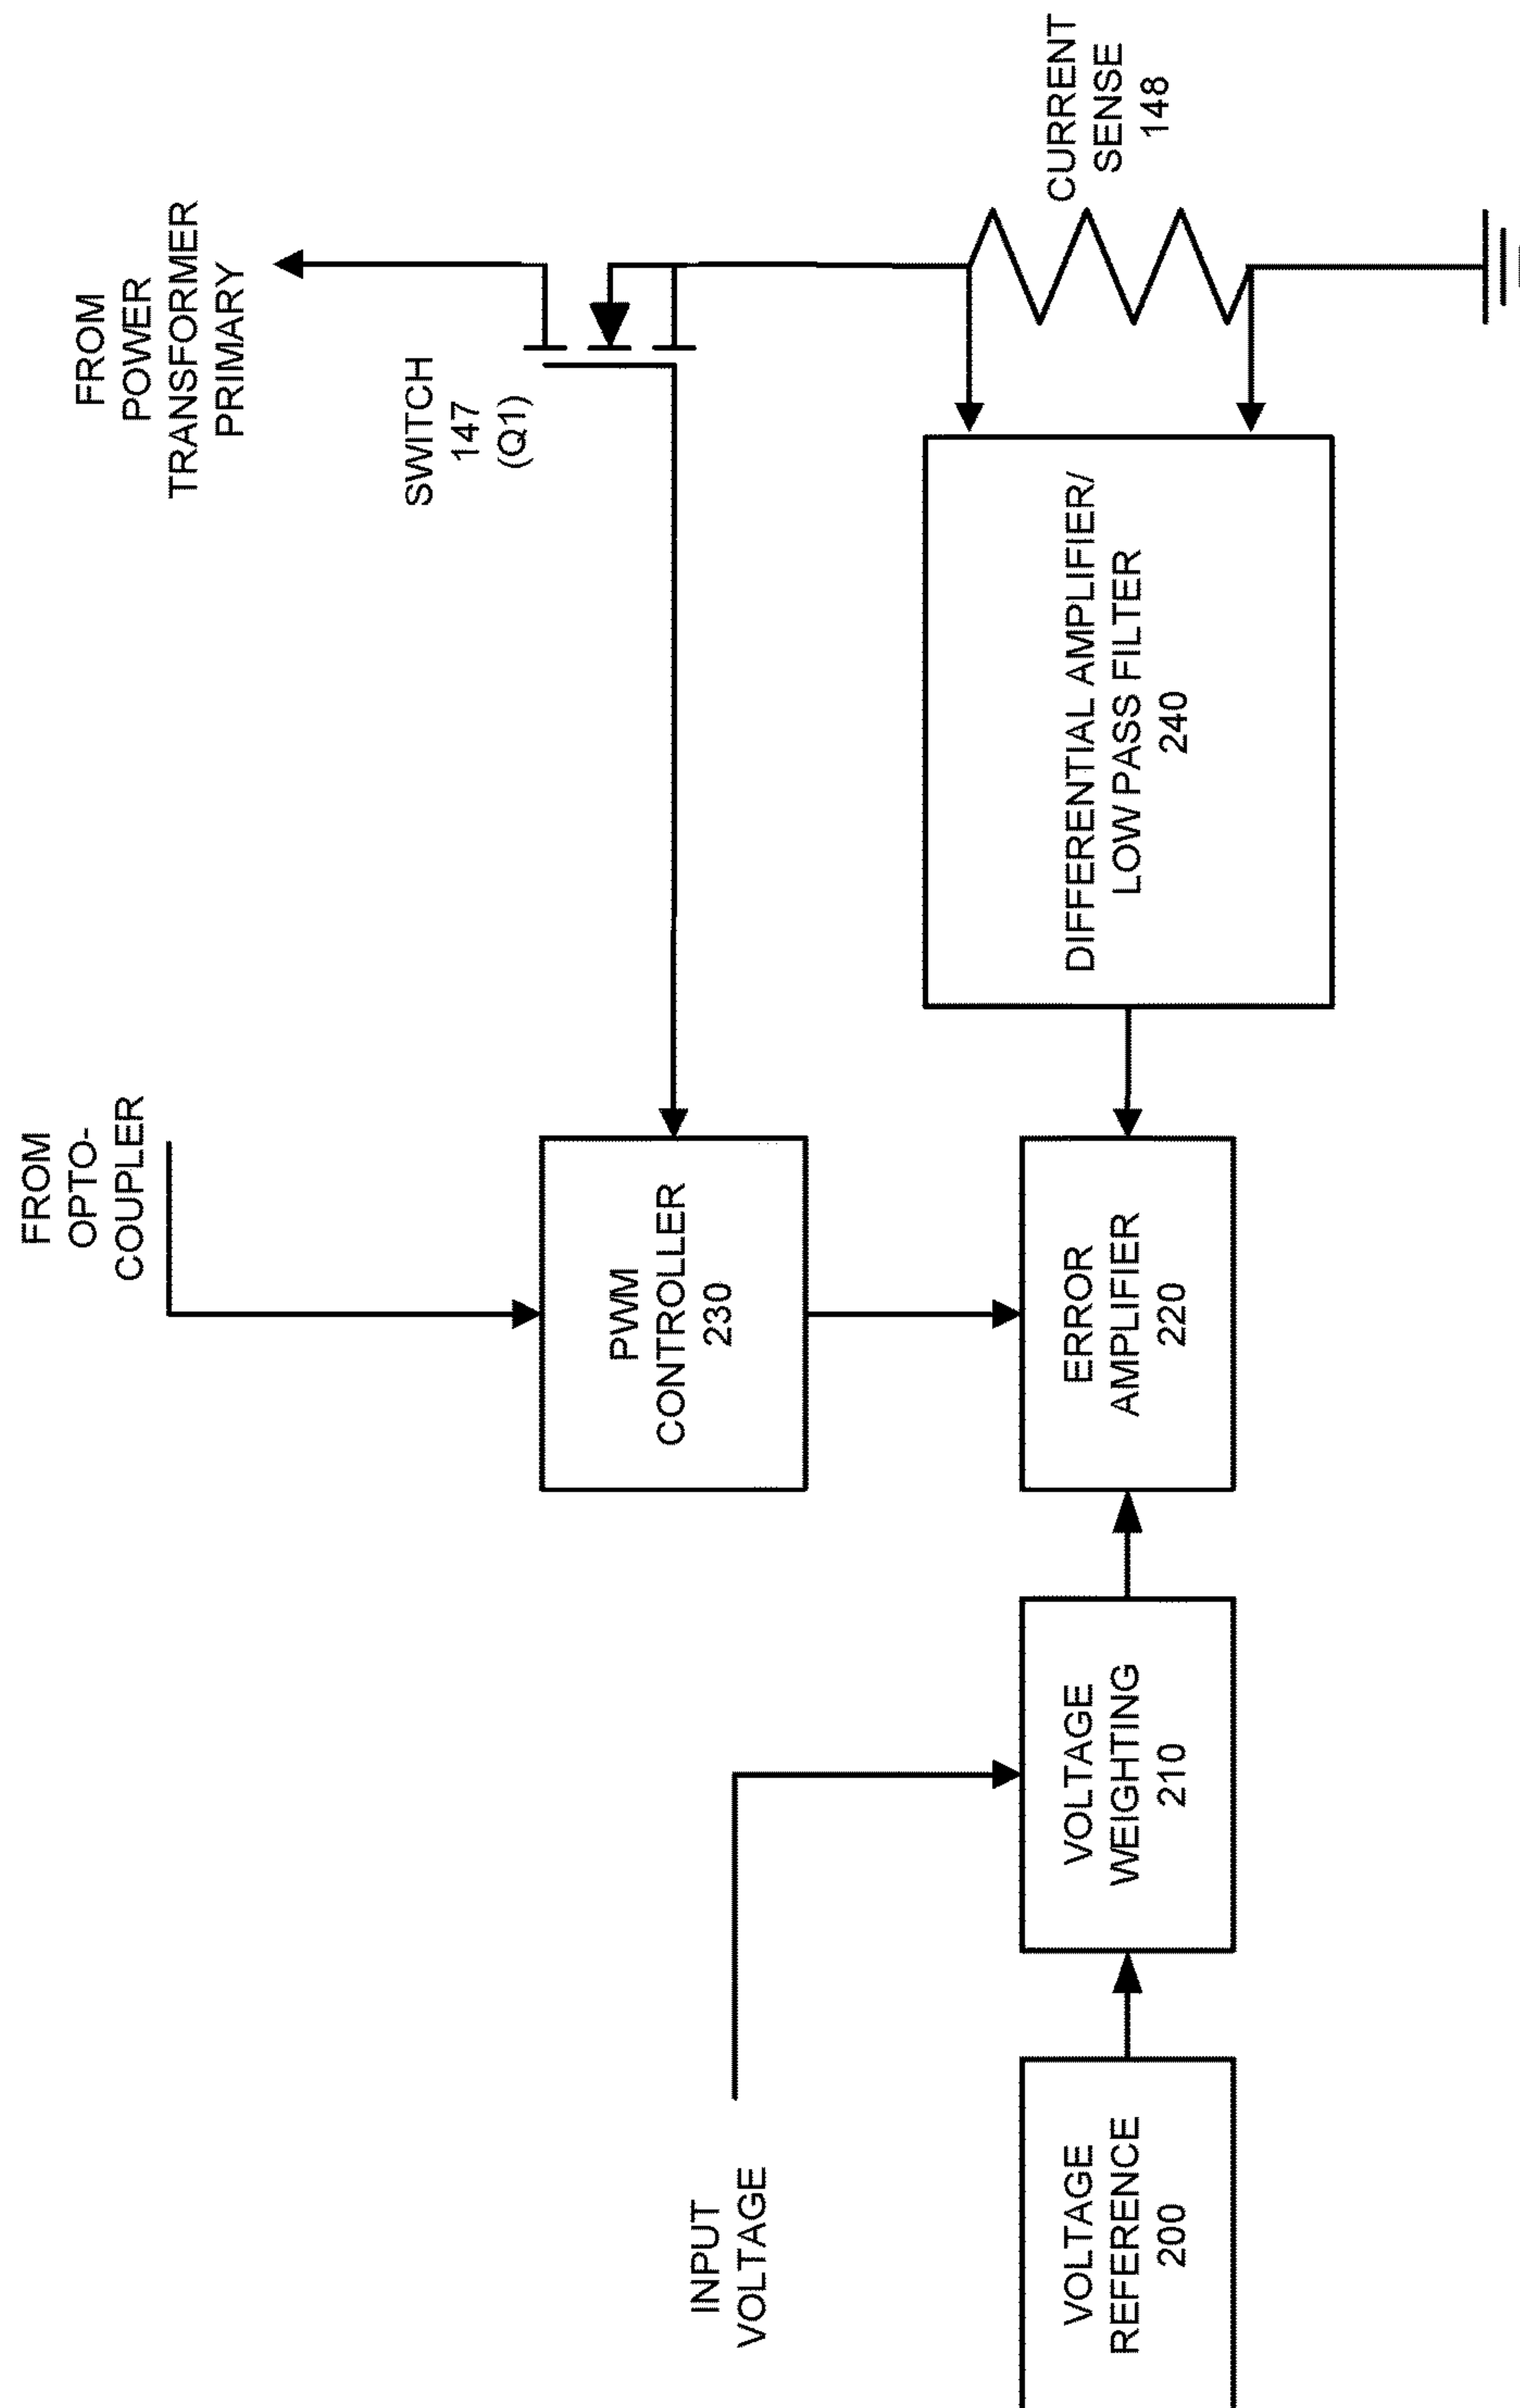 FROM
POWER
TRANSFORMER
PRIMARY
SWITCH
147
(Q1)
CURRENT
SENSE
148
FROM
OPTO-
COUPLER
PWM
CONTROLLER
230
DIFFERENTIAL AMPLIFIER/
LOW PASS FILTER
240
INPUT
VOLTAGE
VOLTAGE
REFERENCE
200
VOLTAGE
WEIGHTING
210
ERROR
AMPLIFIER
220